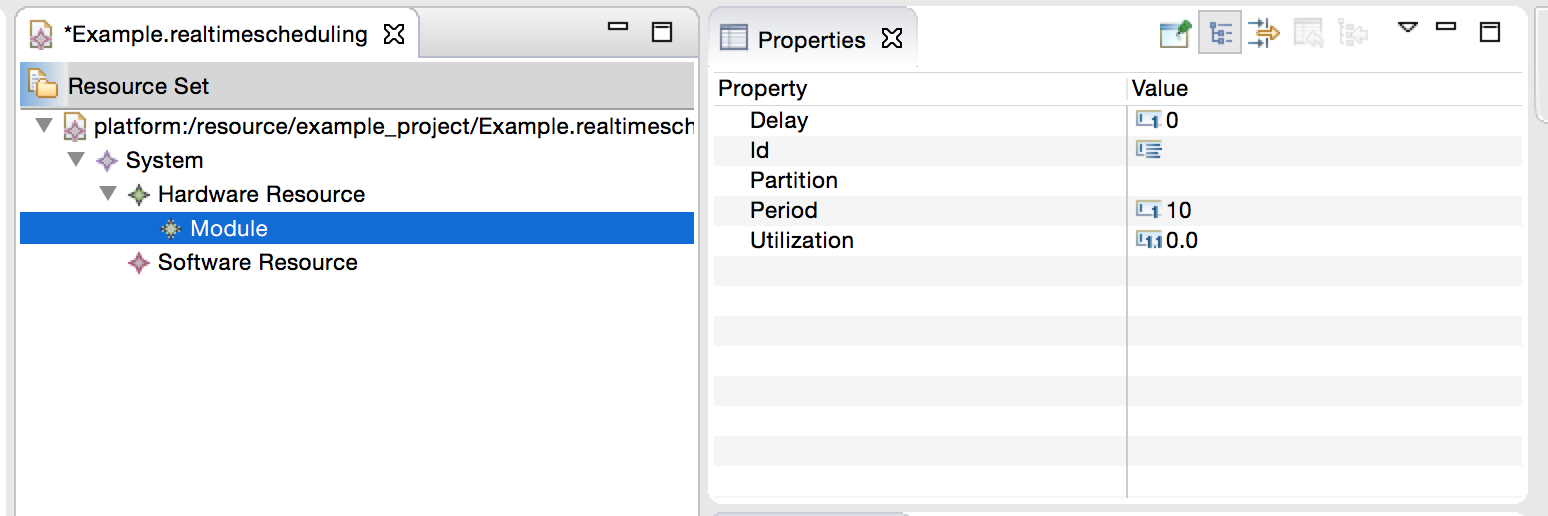 *Example.realtimescheduling
Resource Set
platform:/resource/example_project/Example.realtimesch
System
Hardware Resource
Module
Software Resource
Properties
Property Value
Delay 0
Id
Partition
Period 10
Utilization 0.0